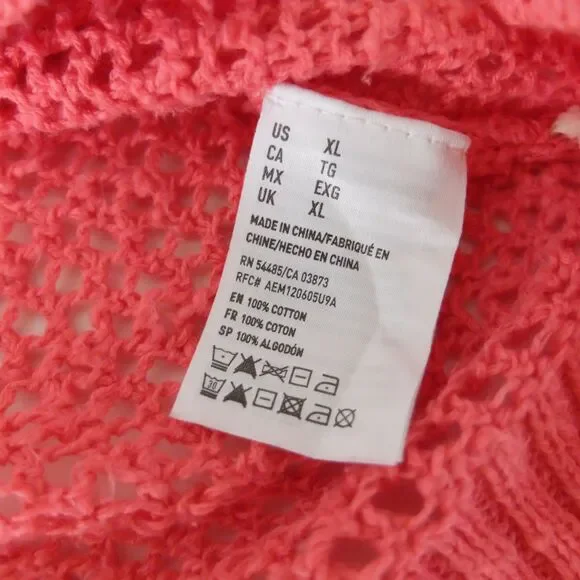 US XL
CA TG
MX EXG
UK XL
MADE IN CHINA/FABRIQUÉ EN
CHINE/HECHO EN CHINA
RN 54485/CA 03873
RFC# AEM120605U9A
EN 100% COTTON
FR 100% COTON
SP 100% ALGODÓN
30